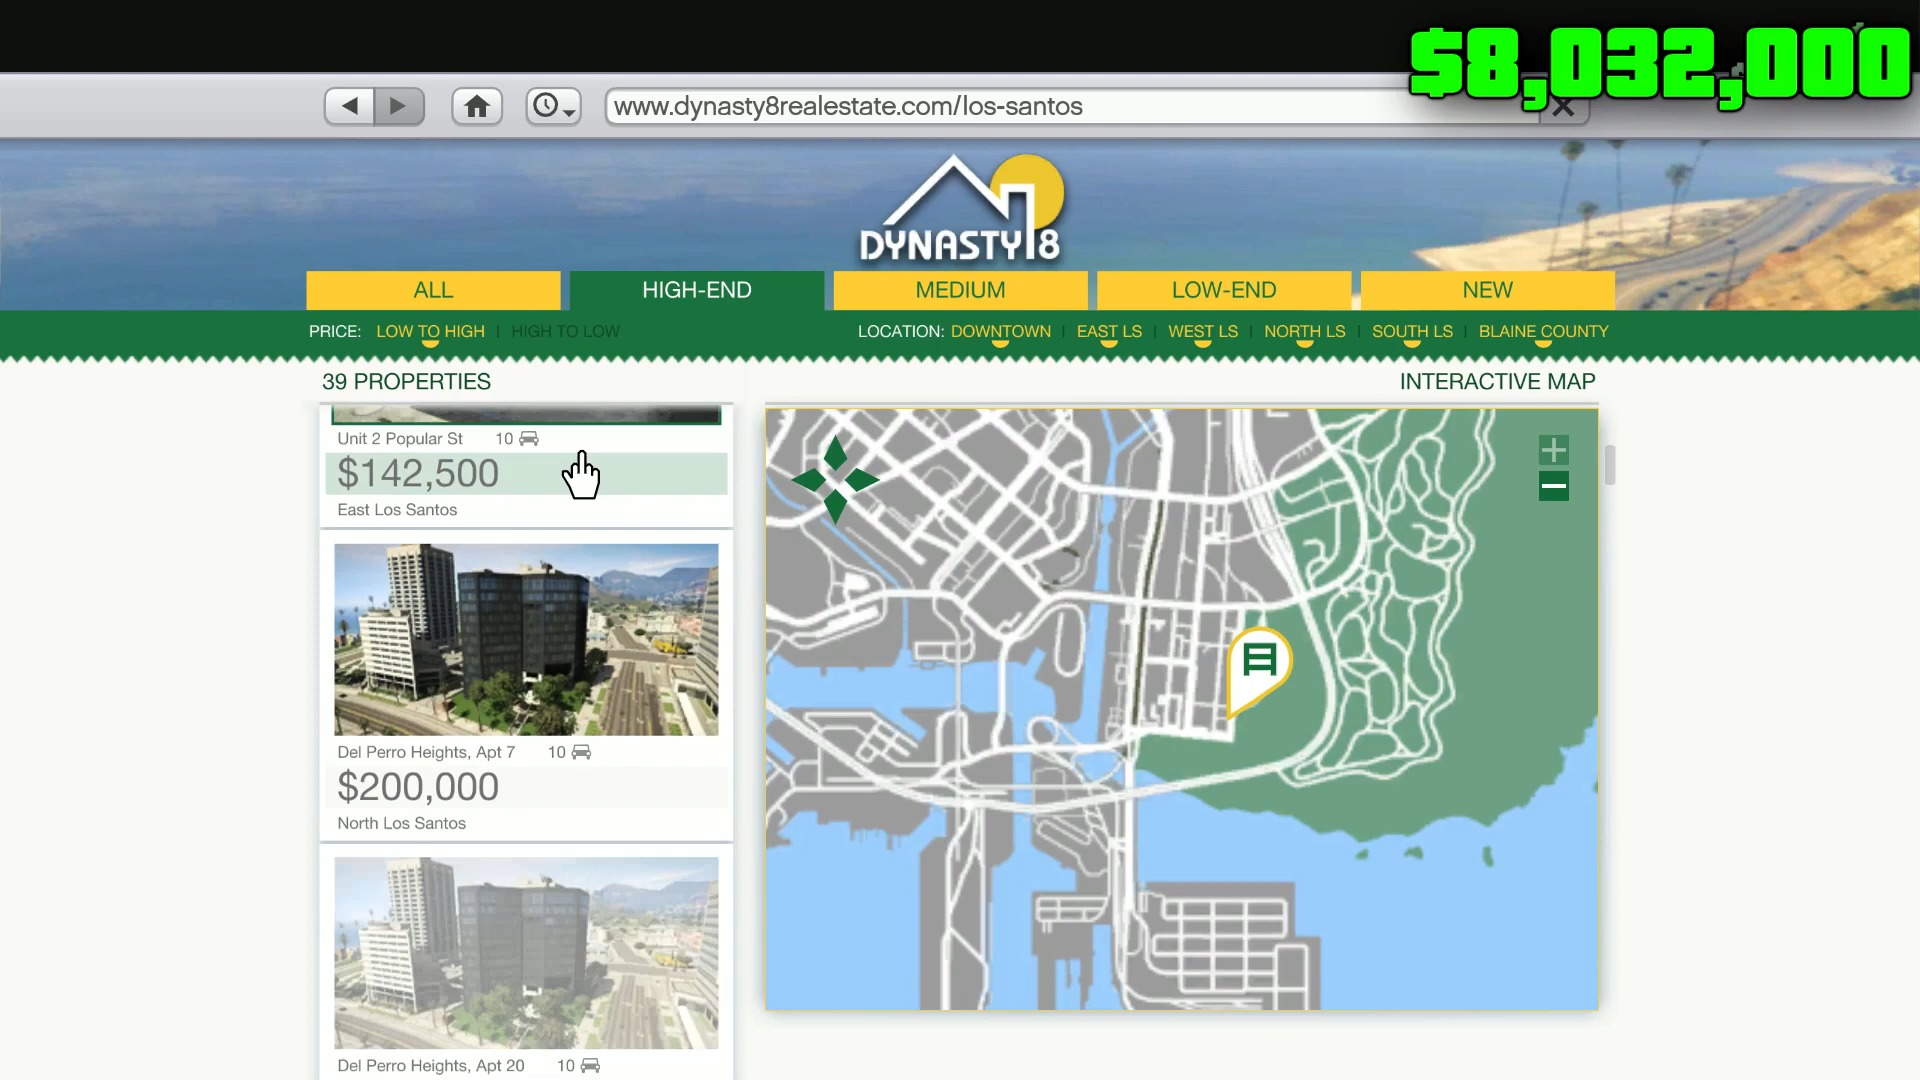 $8,032,000
www.dynasty8realestate.com/los-santos
DYNASTY 8
ALL
HIGH-END
MEDIUM
LOW-END
NEW
PRICE: LOW TO HIGH | HIGH TO LOW
LOCATION: DOWNTOWN | EAST LS | WEST LS | NORTH LS | SOUTH LS | BLAINE COUNTY
39 PROPERTIES
INTERACTIVE MAP
Unit 2 Popular St 10
$142,500
East Los Santos
Del Perro Heights, Apt 7 10
$200,000
North Los Santos
Del Perro Heights, Apt 20 10